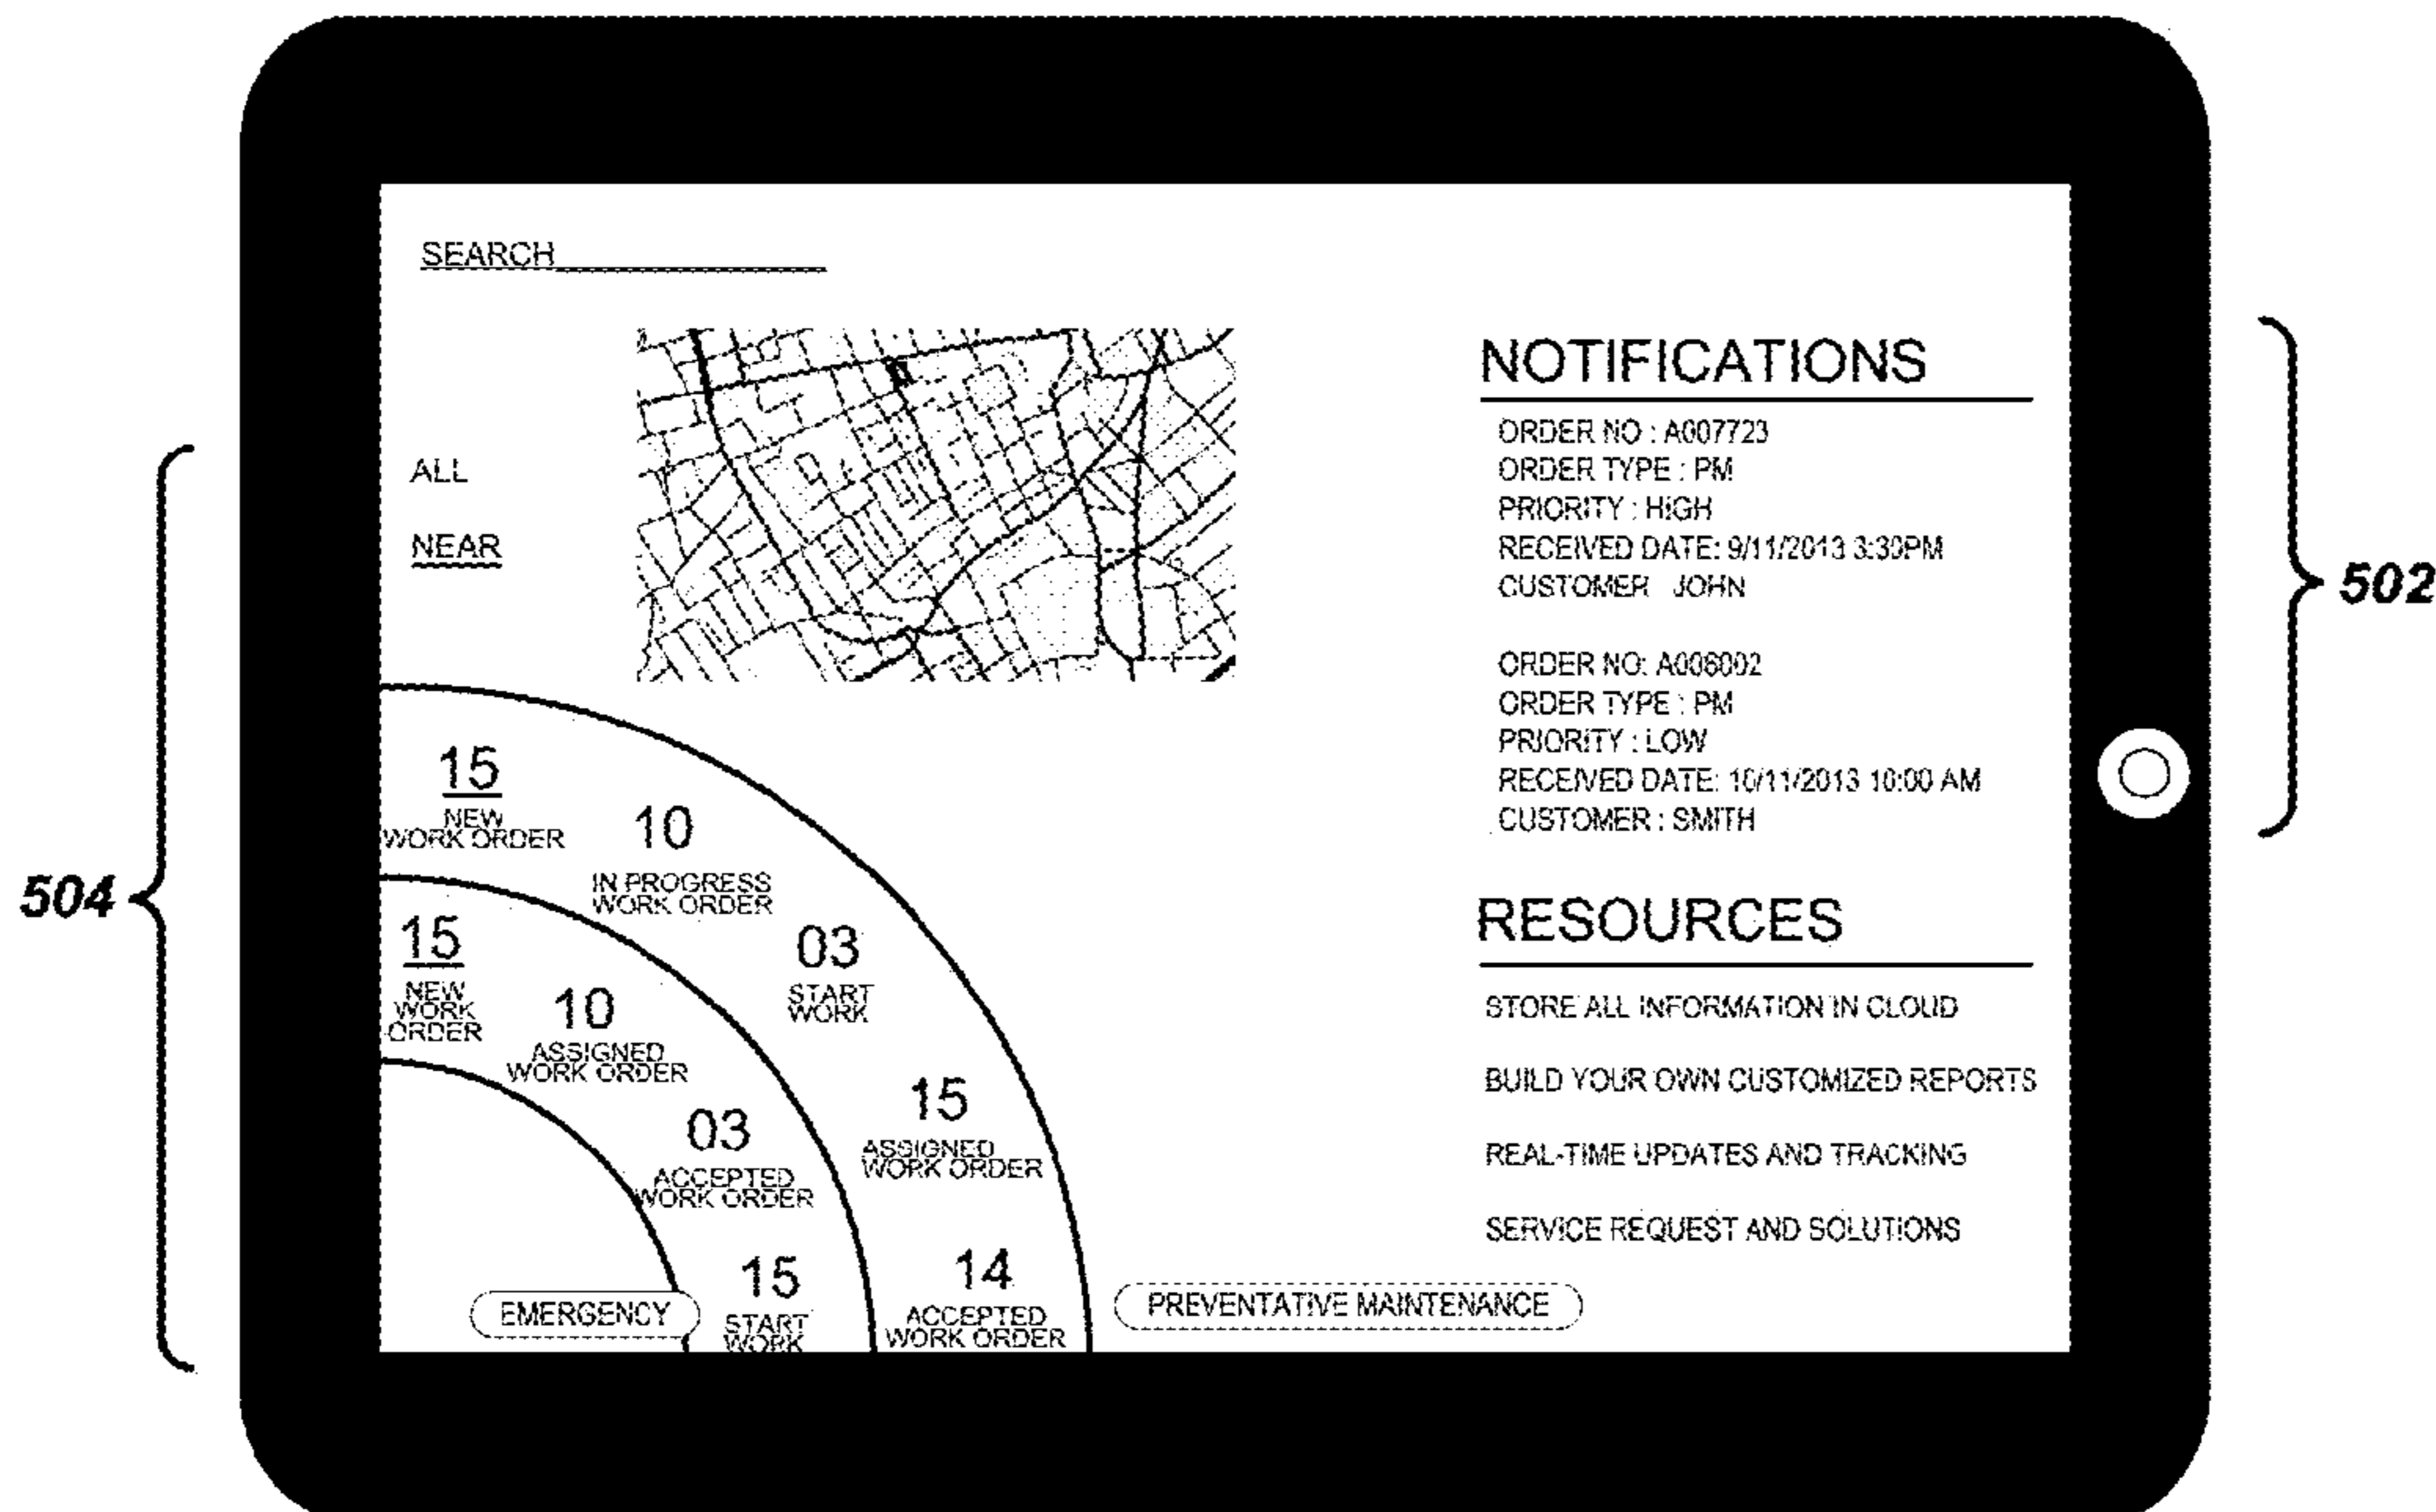 SEARCH
ALL
NEAR
504
502
NOTIFICATIONS
ORDER NO : A007723
ORDER TYPE : PM
PRIORITY : HIGH
RECEIVED DATE: 9/11/2013 3:30PM
CUSTOMER JOHN
ORDER NO: A006002
ORDER TYPE : PM
PRIORITY : LOW
RECEIVED DATE: 10/11/2013 10:00 AM
CUSTOMER : SMITH
RESOURCES
STORE ALL INFORMATION IN CLOUD
BUILD YOUR OWN CUSTOMIZED REPORTS
REAL-TIME UPDATES AND TRACKING
SERVICE REQUEST AND SOLUTIONS
15
NEW
WORK ORDER
10
IN PROGRESS
WORK ORDER
03
START
WORK
15
ASSIGNED
WORK ORDER
14
ACCEPTED
WORK ORDER
15
NEW
WORK
ORDER
10
ASSIGNED
WORK ORDER
03
ACCEPTED
WORK ORDER
15
START
WORK
EMERGENCY
PREVENTATIVE MAINTENANCE